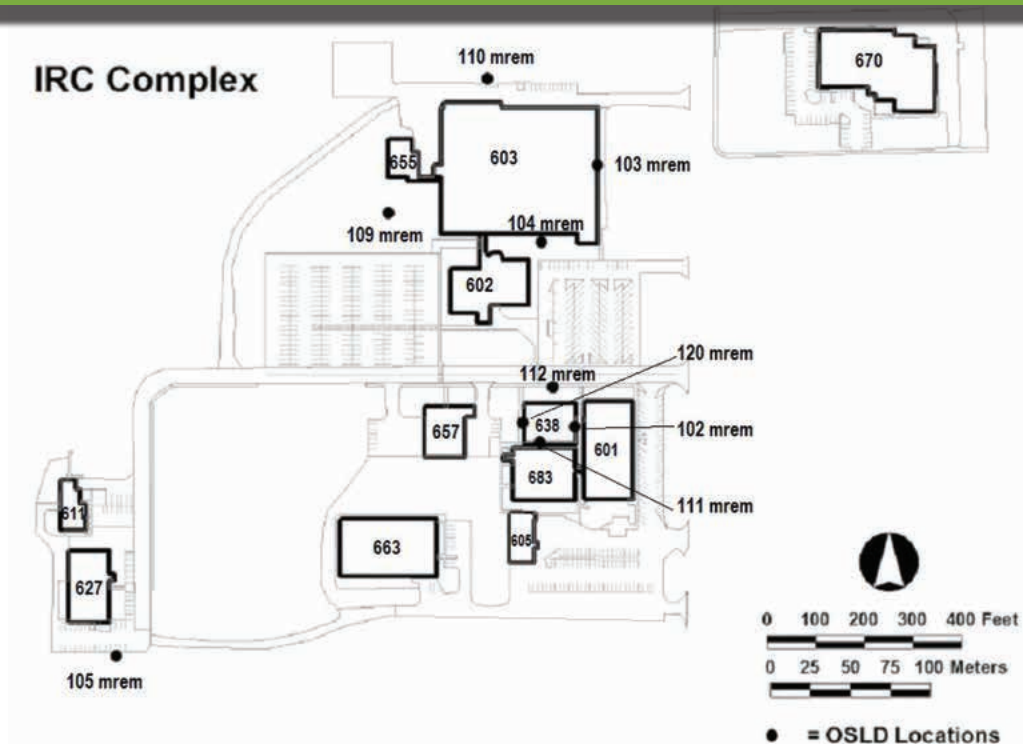 110 mrem
IRC Complex
670
603
655
103 mrem
104 mrem
109 mrem
602
120 mrem
112 mrem
638
657
601
102 mrem
683
111 mrem
611
605
663
627
0 100 200 300 400 Feet
0 25 50 75 100 Meters
105 mrem
= OSLD Locations